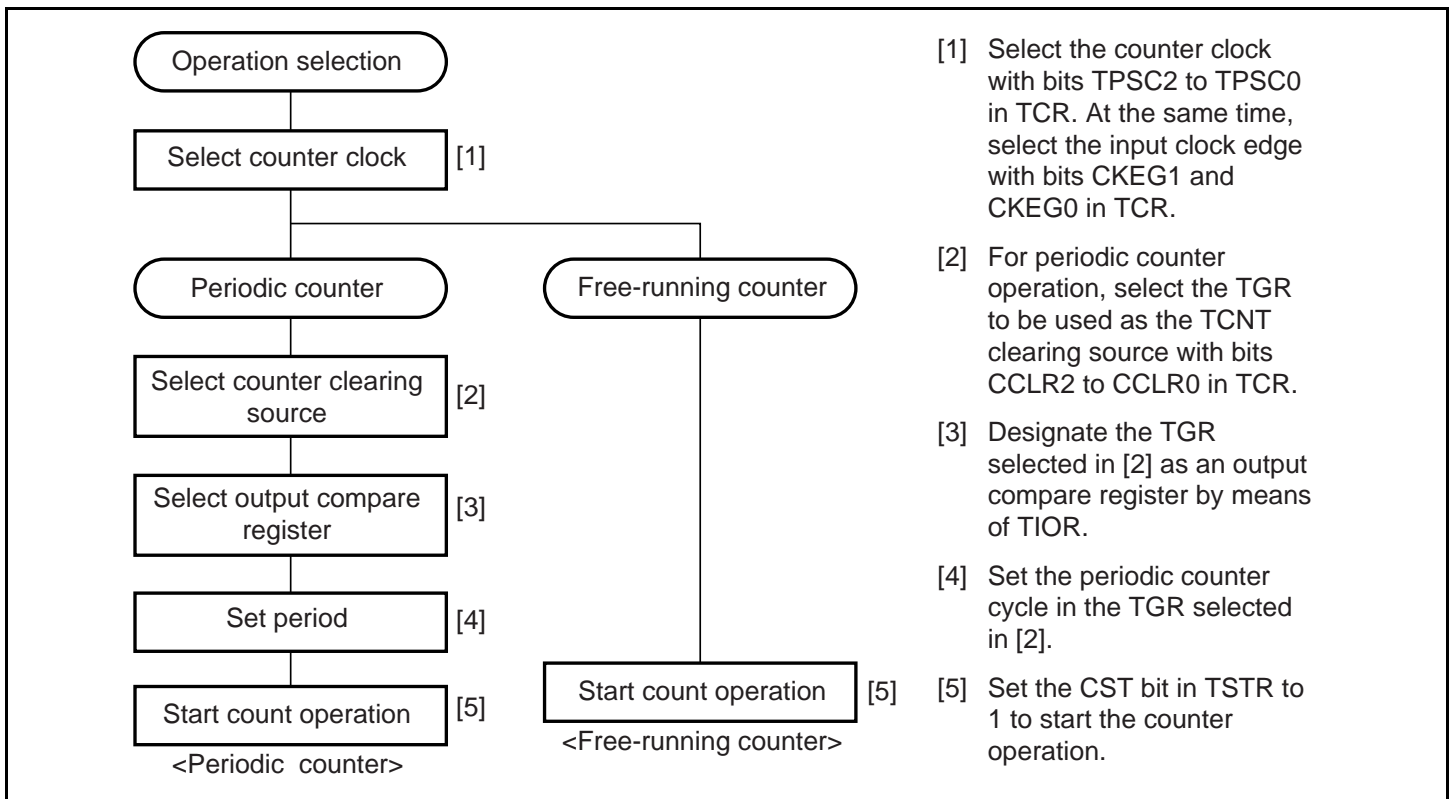 Operation selection
Select counter clock
[1]
Periodic counter
Select counter clearing
source
[2]
Select output compare
register
[3]
Set period
[4]
Start count operation
[5]
<Periodic counter>
Free-running counter
Start count operation
[5]
<Free-running counter>
[1] Select the counter clock
with bits TPSC2 to TPSC0
in TCR. At the same time,
select the input clock edge
with bits CKEG1 and
CKEG0 in TCR.
[2] For periodic counter
operation, select the TGR
to be used as the TCNT
clearing source with bits
CCLR2 to CCLR0 in TCR.
[3] Designate the TGR
selected in [2] as an output
compare register by means
of TIOR.
[4] Set the periodic counter
cycle in the TGR selected
in [2].
[5] Set the CST bit in TSTR to
1 to start the counter
operation.